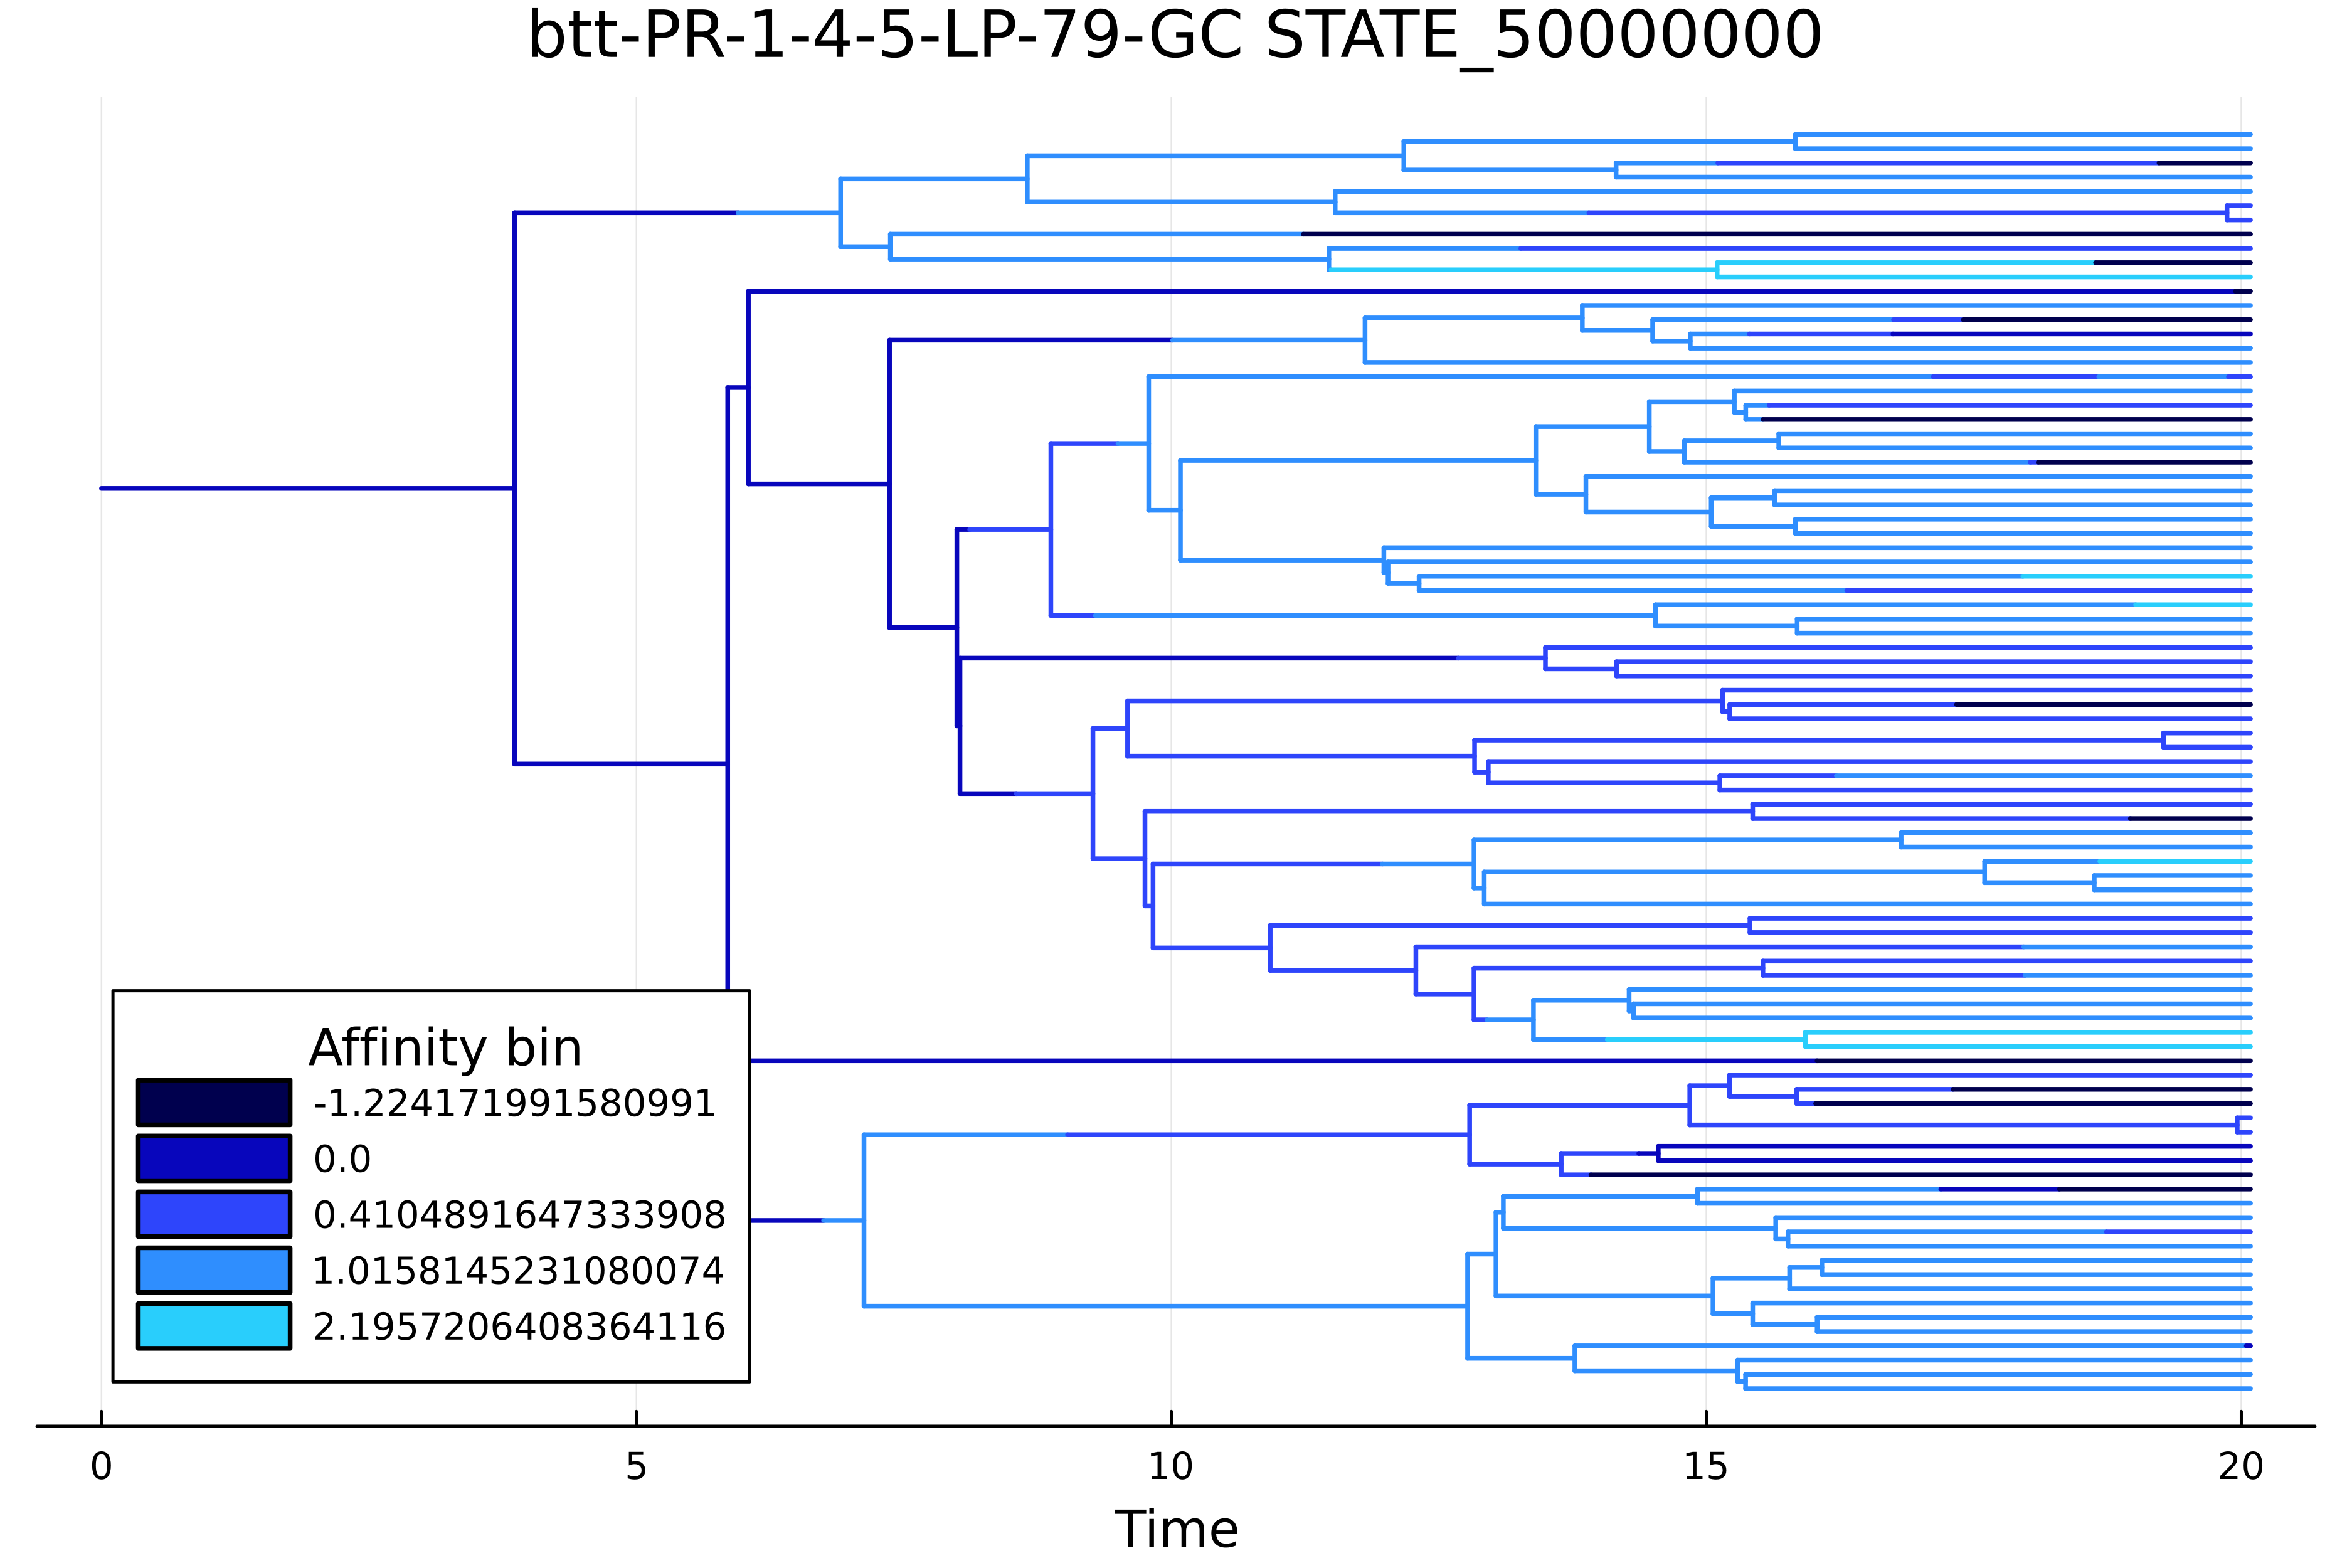 btt-PR-1-4-5-LP-79-GC STATE_50000000
Affinity bin
-1.224171991580991
0.0
0.4104891647333908
1.0158145231080074
2.1957206408364116
0 5 10 15 20
Time